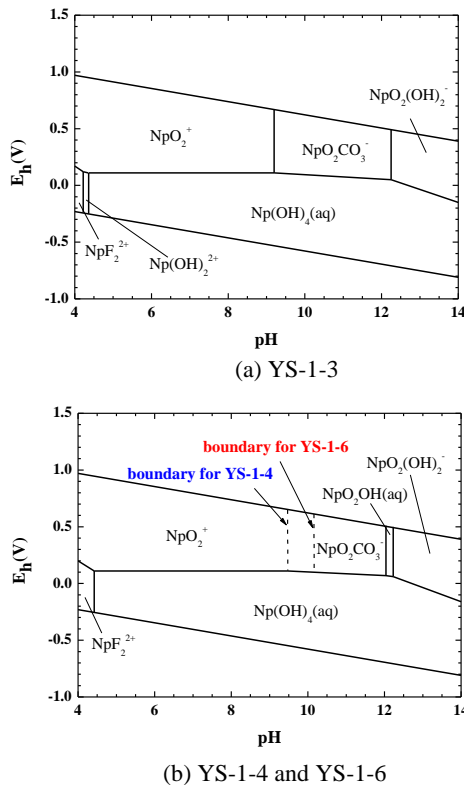 1.5
1.0
0.5
0.0
-0.5
-1.0
E_h(V)
NpO₂(OH)₂⁻
NpO₂⁺
NpO₂CO₃⁻
Np(OH)₄(aq)
NpF₂²⁺
Np(OH)₂²⁺
4 6 8 10 12 14
pH
(a) YS-1-3
1.5
1.0
0.5
0.0
-0.5
-1.0
E_h(V)
boundary for YS-1-6
boundary for YS-1-4
NpO₂(OH)₂⁻
NpO₂OH(aq)
NpO₂⁺
NpO₂CO₃⁻
Np(OH)₄(aq)
NpF₂²⁺
4 6 8 10 12 14
pH
(b) YS-1-4 and YS-1-6